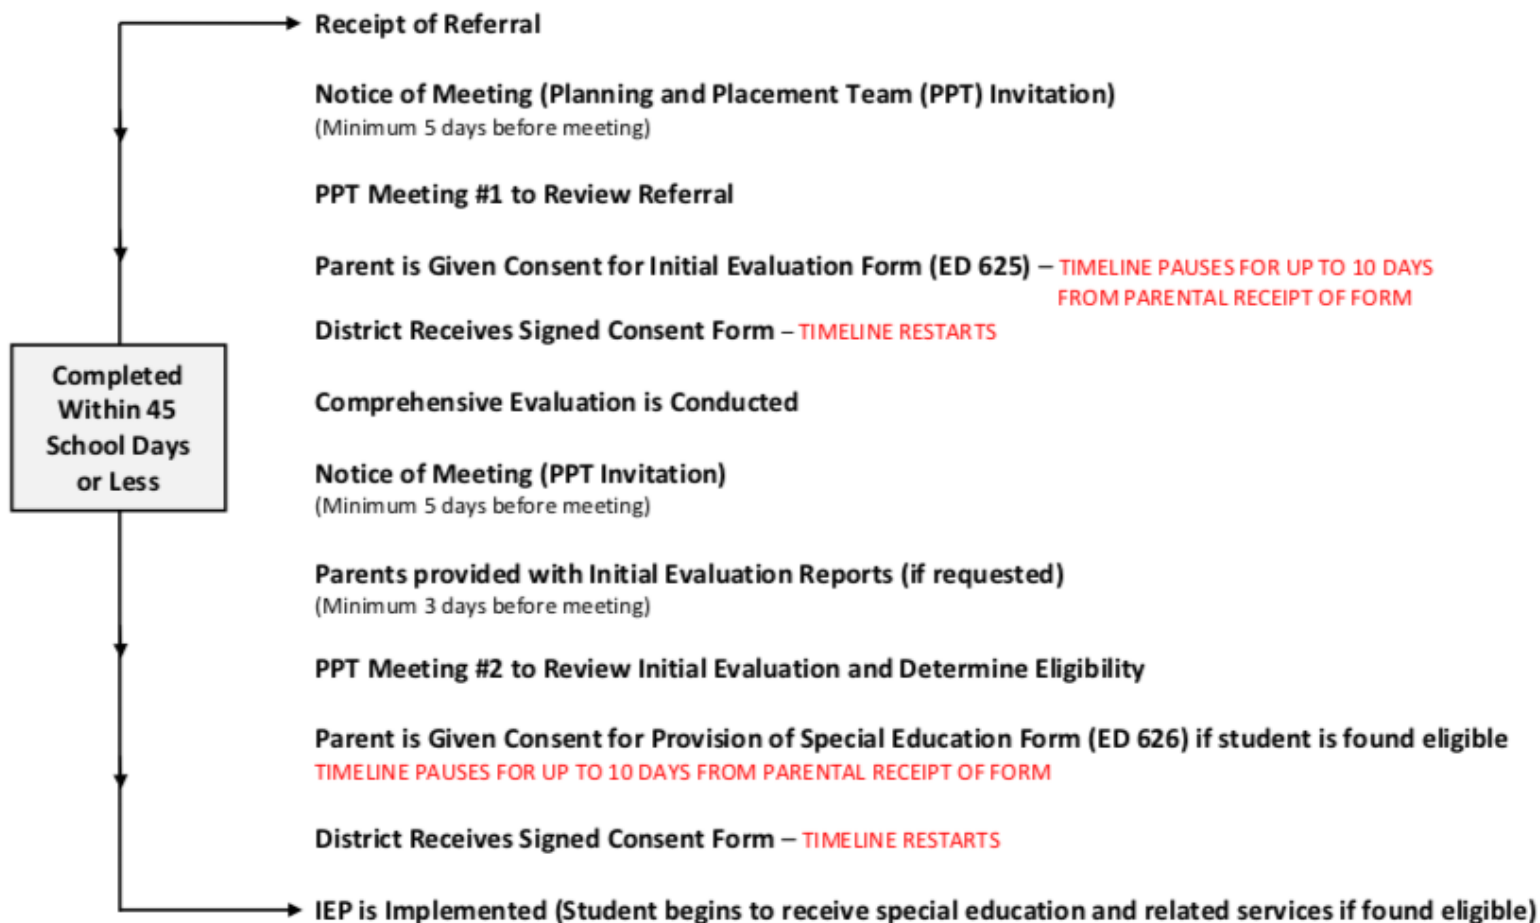 Receipt of Referral
Notice of Meeting (Planning and Placement Team (PPT) Invitation)
(Minimum 5 days before meeting)
PPT Meeting #1 to Review Referral
Parent is Given Consent for Initial Evaluation Form (ED 625) – TIMELINE PAUSES FOR UP TO 10 DAYS
FROM PARENTAL RECEIPT OF FORM
District Receives Signed Consent Form – TIMELINE RESTARTS
Completed
Within 45
School Days
or Less
Comprehensive Evaluation is Conducted
Notice of Meeting (PPT Invitation)
(Minimum 5 days before meeting)
Parents provided with Initial Evaluation Reports (if requested)
(Minimum 3 days before meeting)
PPT Meeting #2 to Review Initial Evaluation and Determine Eligibility
Parent is Given Consent for Provision of Special Education Form (ED 626) if student is found eligible
TIMELINE PAUSES FOR UP TO 10 DAYS FROM PARENTAL RECEIPT OF FORM
District Receives Signed Consent Form – TIMELINE RESTARTS
IEP is Implemented (Student begins to receive special education and related services if found eligible)